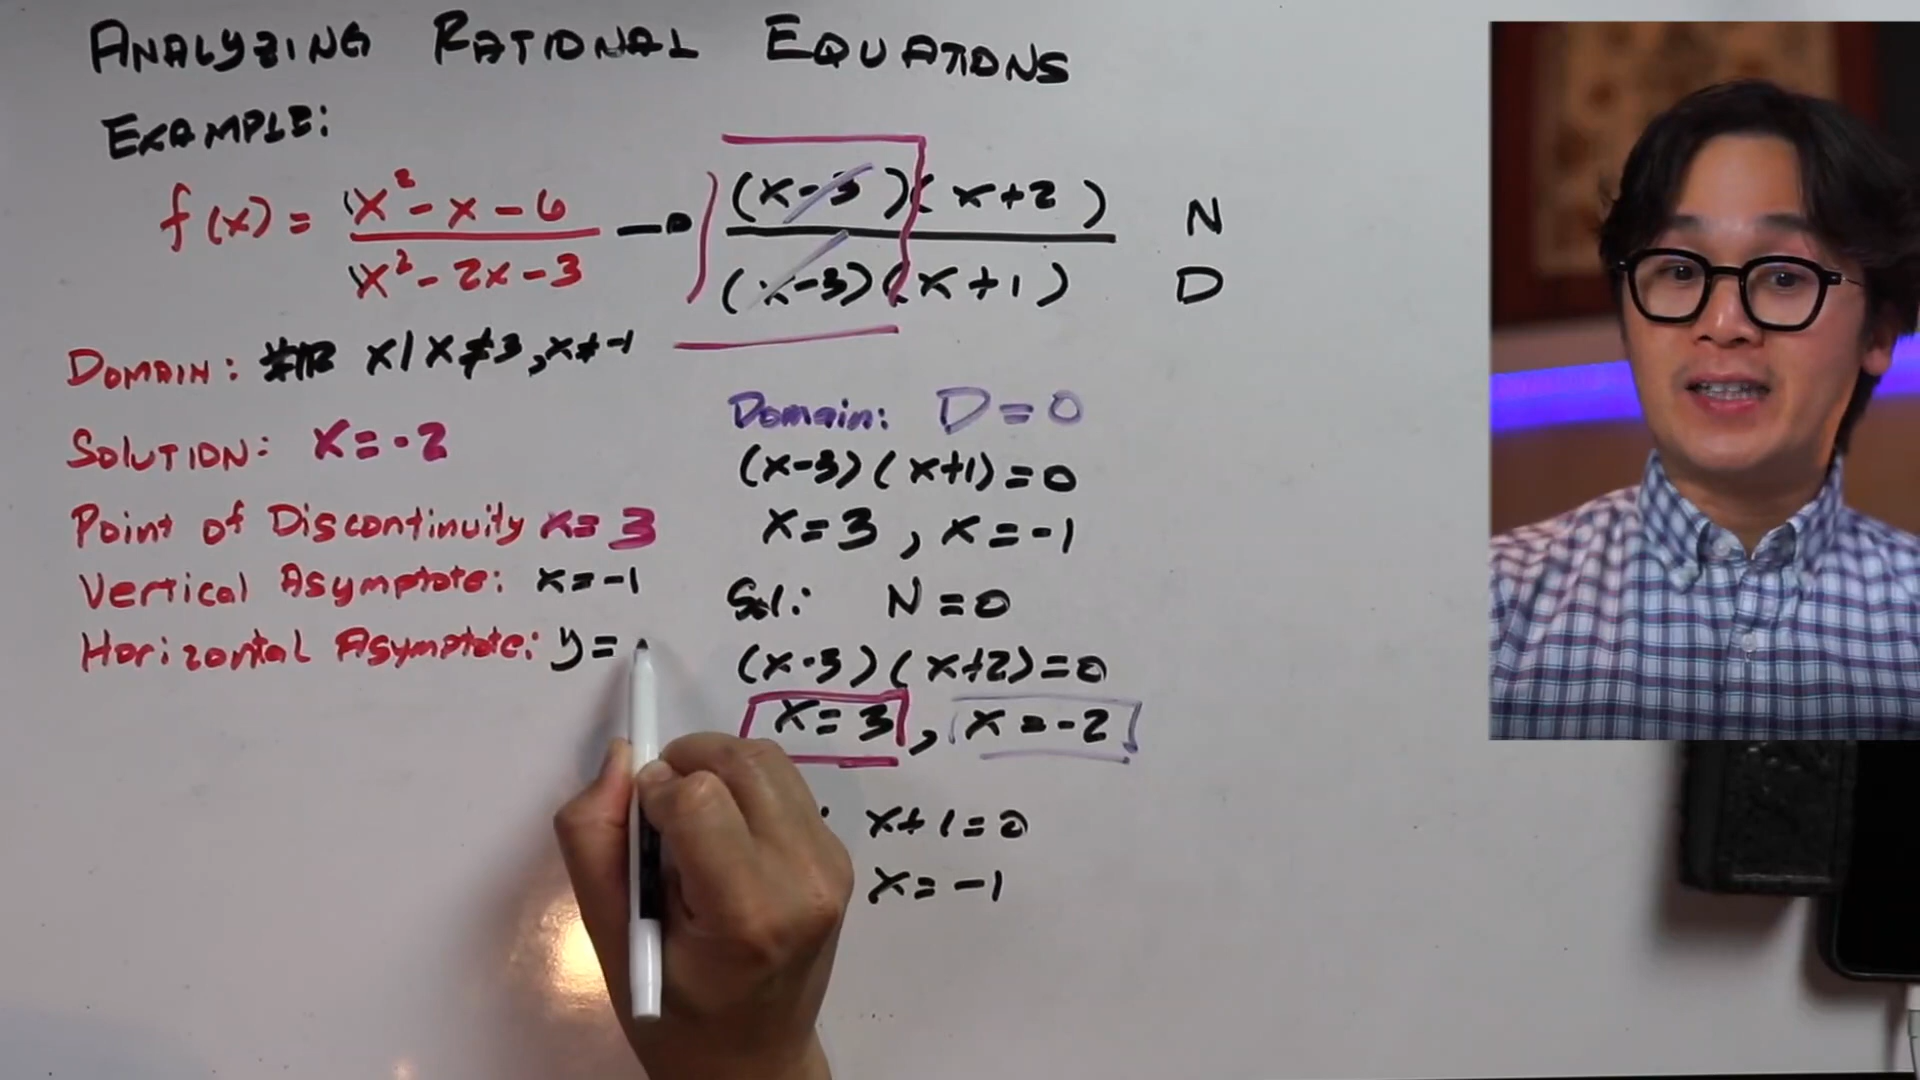 ANALYZING RATIONAL EQUATIONS
EXAMPLE:
f(x) = x² - x - 6 / x² - 2x - 3 → (x-3)(x+2) / (x-3)(x+1) N D
DOMAIN: #IR x / x≠3, x≠-1
SOLUTION: x = -2
Point of Discontinuity x = 3
Vertical Asymptote: x = -1
Horizontal Asymptote: y =
Domain: D = 0
(x-3)(x+1) = 0
x = 3, x = -1
Sol: N = 0
(x-3)(x+2) = 0
x = 3, x = -2
: x + 1 = 0
x = -1